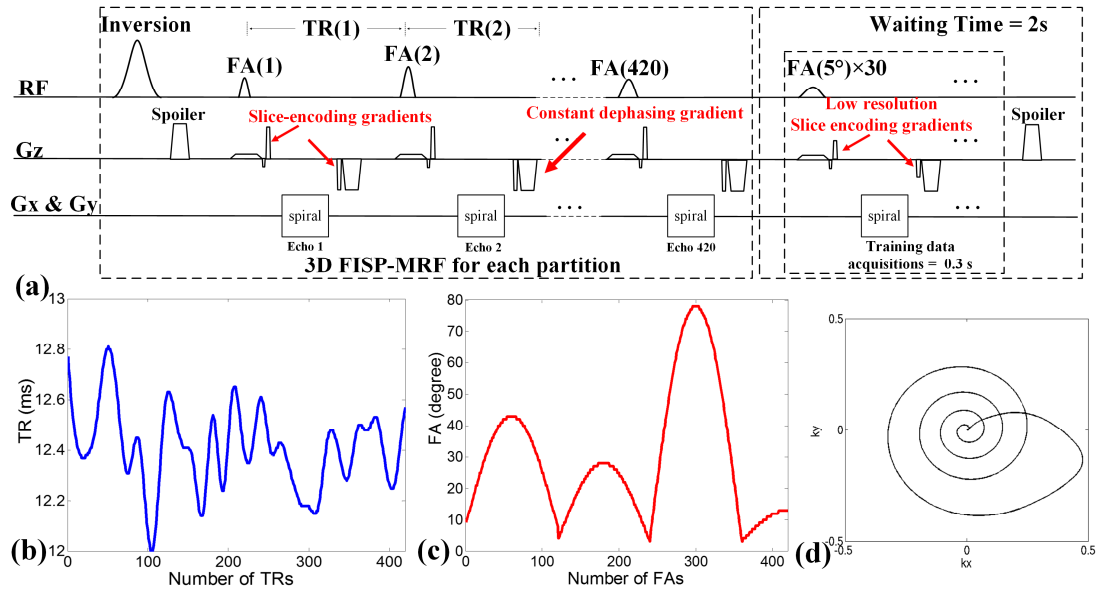 Inversion
TR(1)
TR(2)
Waiting Time = 2s
FA(1)
FA(2)
FA(420)
FA(5°)×30
RF
...
...
Spoiler
Slice-encoding gradients
Constant dephasing gradient
Low resolution
Slice encoding gradients
Spoiler
Gz
...
Gx & Gy
spiral
spiral
...
spiral
spiral
...
Echo 1
Echo 2
Echo 420
Training data
acquisitions = 0.3 s
3D FISP-MRF for each partition
(a)
13
12.8
12.6
12.4
12.2
12
TR (ms)
0
100
200
300
400
Number of TRs
(b)
80
70
60
50
40
30
20
10
0
FA (degree)
0
100
200
300
400
Number of FAs
(c)
0.5
0
-0.5
ky
-0.5
0
0.5
kx
(d)